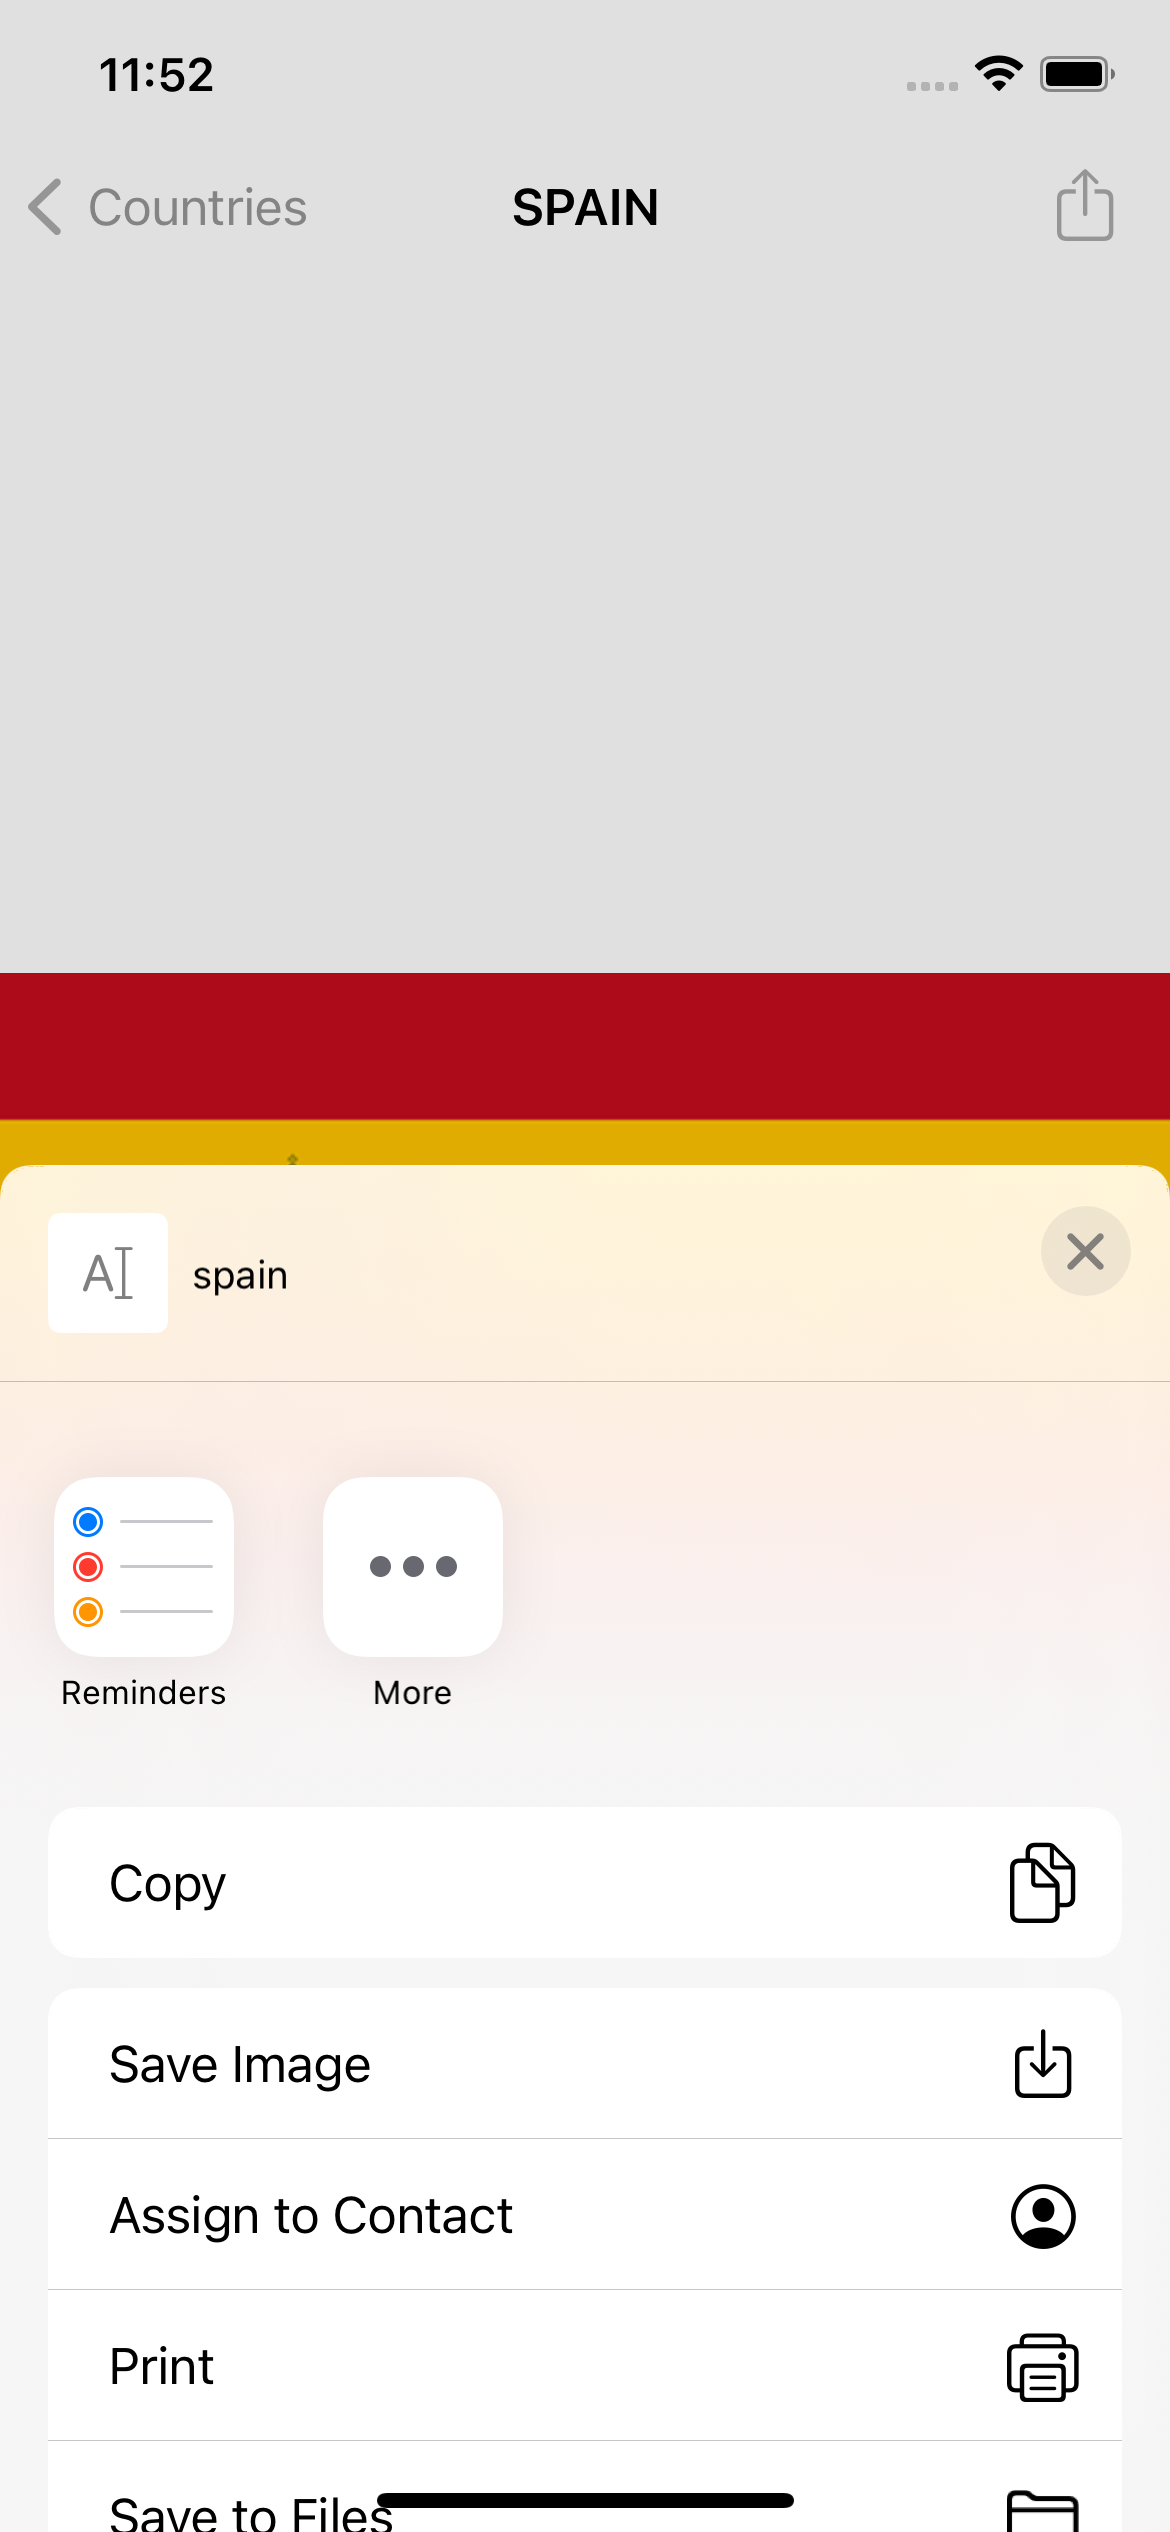 11:52
Countries
SPAIN
spain
Reminders
More
Copy
Save Image
Assign to Contact
Print
Save to Files